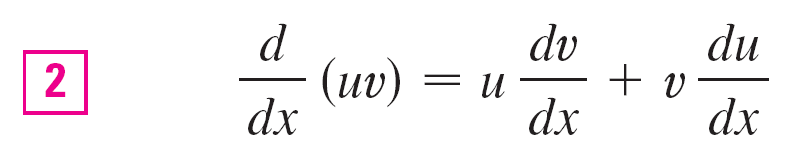 2 d/dx (uv) = u dv/dx + v du/dx